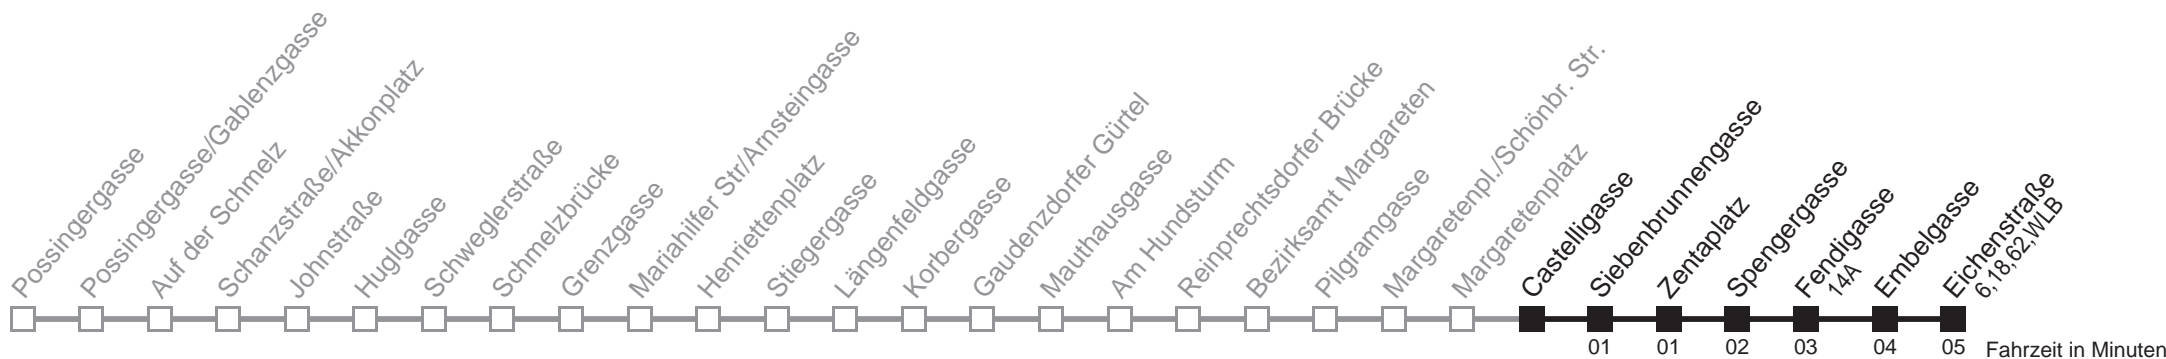 Possingergasse
Possingergasse/Gablenzgasse
Auf der Schmelz
Schanzstraße/Akkonplatz
Johnstraße
Huglgasse
Schweglerstraße
Schmelzbrücke
Grenzgasse
Mariahilfer Str/Arnsteingasse
Henriettenplatz
Stiegergasse
Längenfeldgasse
Korbergasse
Gaudenzdorfer Gürtel
Mauthausgasse
Am Hundsturm
Reinprechtsdorfer Brücke
Bezirksamt Margareten
Pilgramgasse
Margaretenpl./Schönbr. Str.
Margaretenplatz
Castelligasse
Siebenbrunnengasse
Zentaplatz
Spengergasse
Fendigasse
14A
Embelgasse
Eichenstraße
6,18,62,WLB
01 01 02 03 04 05 Fahrzeit in Minuten